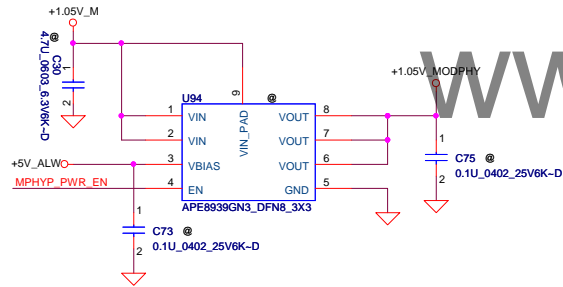 +1.05V_M
@
C30
4.7U_0603_6.3V6K~D
1
2
U94
@
+1.05V_MODPHY
WW
9
VIN_PAD
1
VIN
VOUT
8
2
VIN
VOUT
7
+5V_ALW
3
VBIAS
VOUT
6
MPHYP_PWR_EN
4
EN
GND
5
APE8939GN3_DFN8_3X3
1
C75 @
0.1U_0402_25V6K~D
2
1
C73 @
0.1U_0402_25V6K~D
2